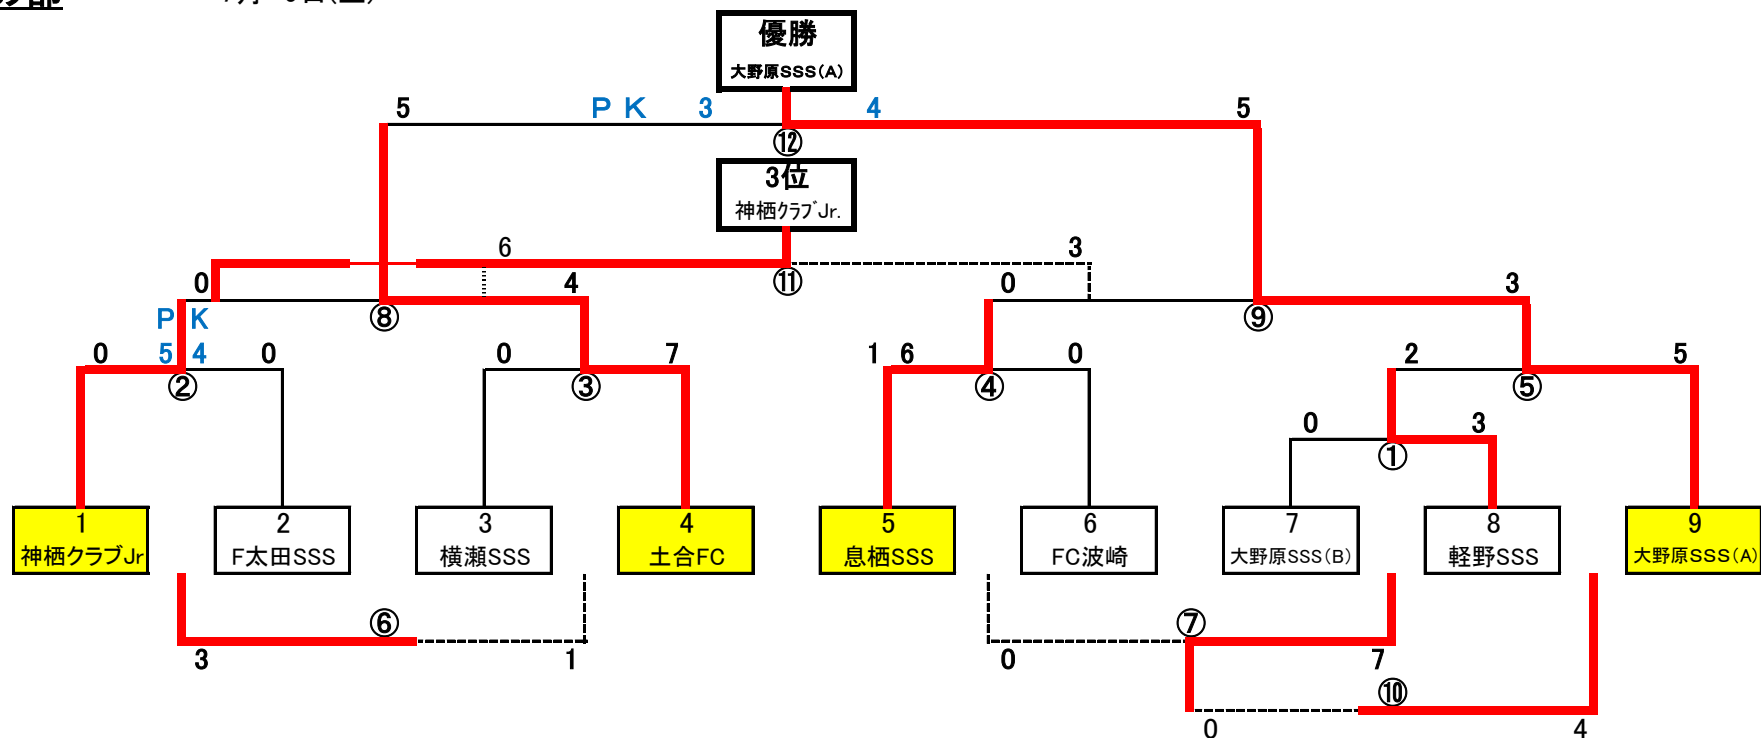 優勝
大野原SSS(A)
5 PK 3 4 5
⑫
3位
神栖ｸﾗﾌﾞJr.
6 3
⑪
0 4 0 3
⑧ ⑨
PK
0 5 4 0 0 7 16 0 2 5
② ③ ④ ⑤
0 3
①
1 2 3 4 5 6 7 8 9
神栖クラブJr F太田SSS 横瀬SSS 土合FC 息栖SSS FC波崎 大野原SSS(B) 軽野SSS 大野原SSS(A)
⑥ ⑦
3 1 0 7
⑩
0 4